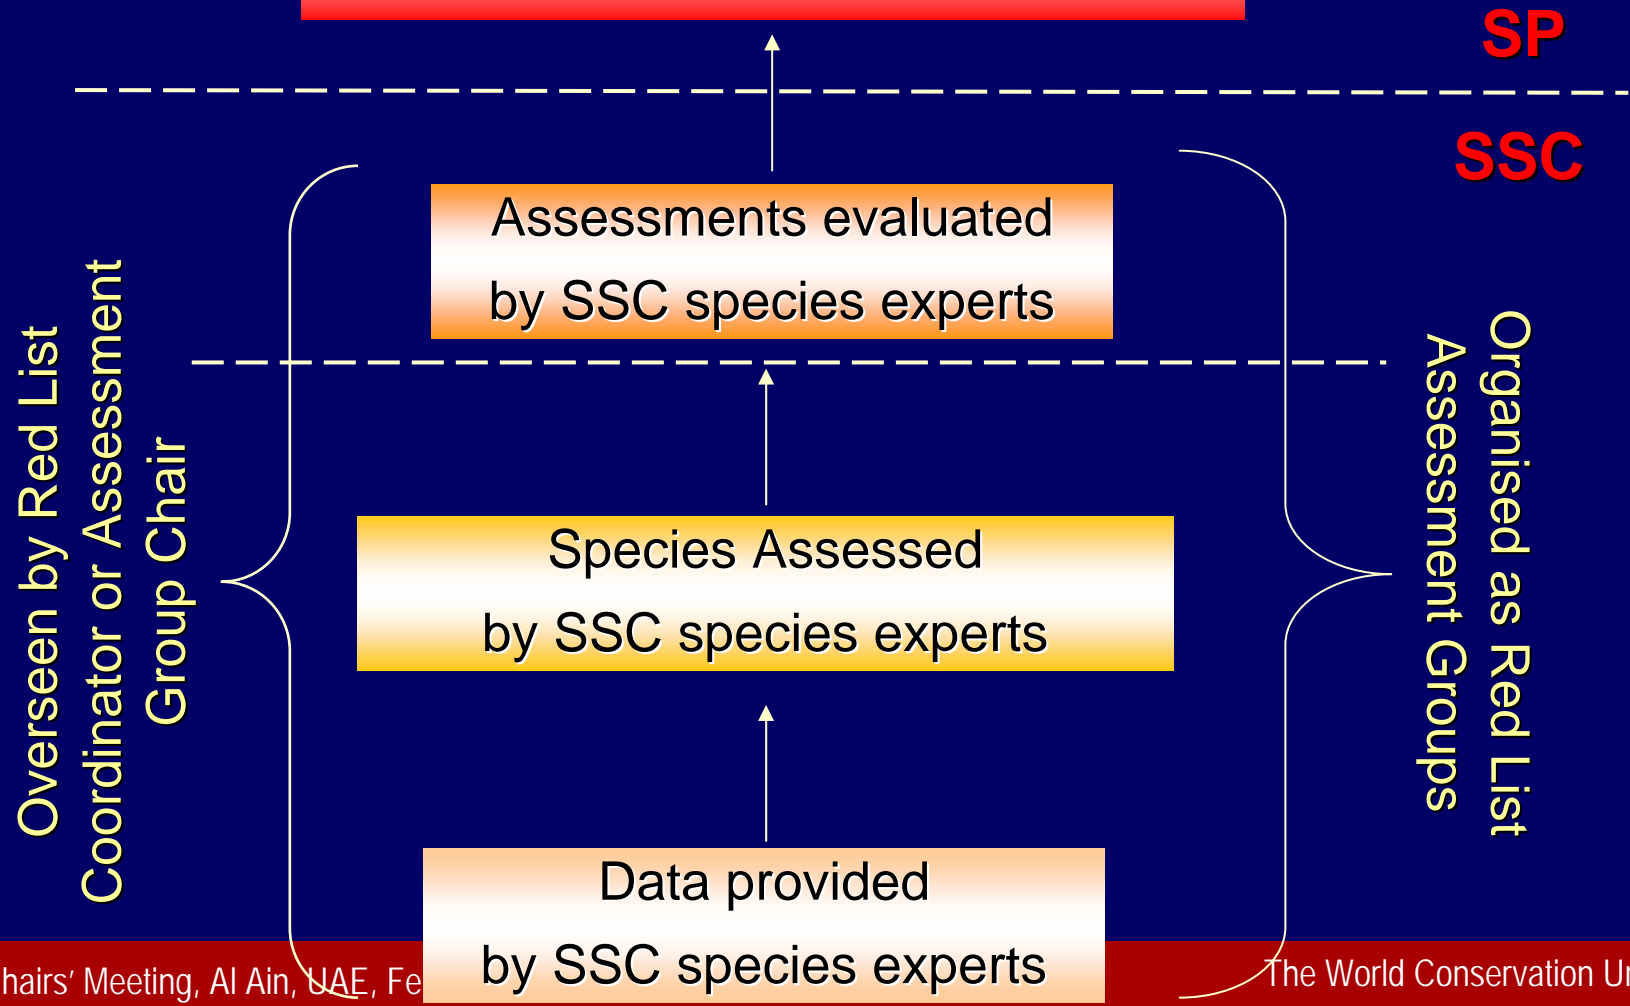 SP
SSC
Assessments evaluated
by SSC species experts
Overseen by Red List
Coordinator or Assessment
Group Chair
Organised as Red List
Assessment Groups
Species Assessed
by SSC species experts
Data provided
by SSC species experts
Meeting, Al Ain, UAE,
The World Conservation